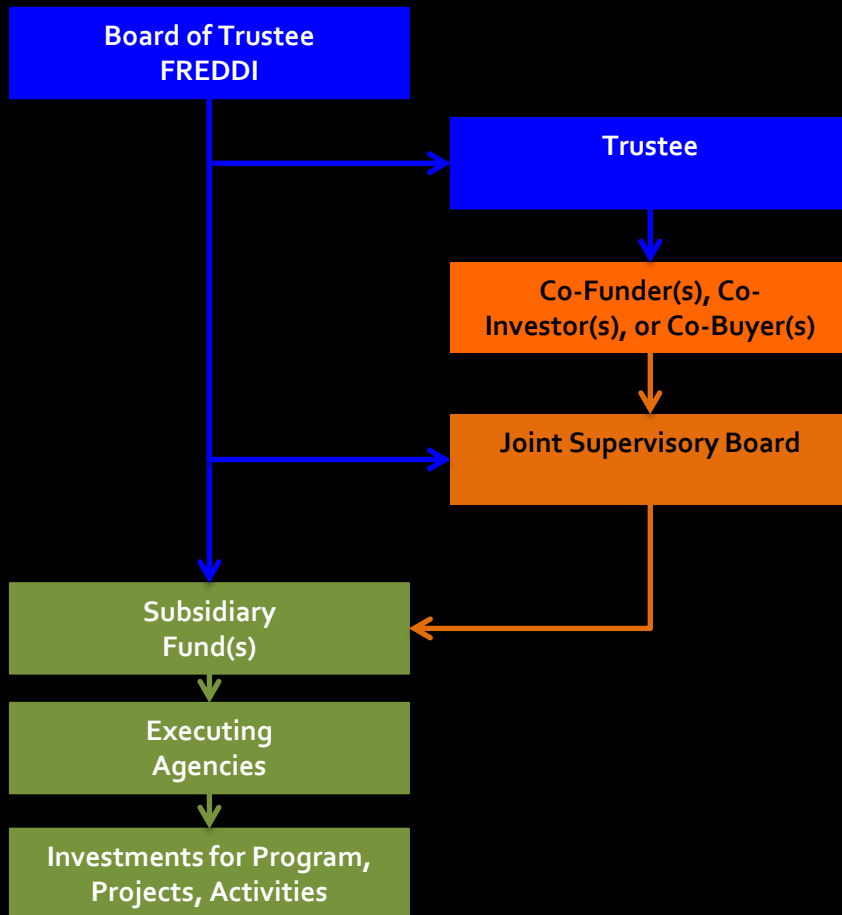 Board of Trustee
FREDDI
Trustee
Co-Funder(s), Co-
Investor(s), or Co-Buyer(s)
Joint Supervisory Board
Subsidiary
Fund(s)
Executing
Agencies
Investments for Program,
Projects, Activities